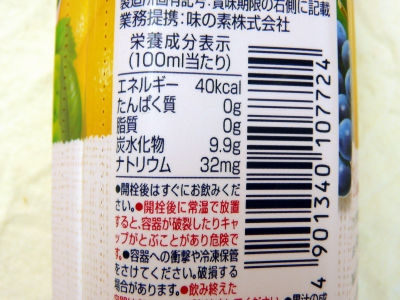 製造所固有記号:賞味期限の右側に記載
業務提携:味の素株式会社
栄養成分表示
(100ml当たり)
エネルギー 40kcal
たんぱく質 0g
脂質 0g
炭水化物 9.9g
ナトリウム 32mg
●開栓後はすぐにお飲みくだ
さい。●開栓後に常温で放置
すると、容器が破裂したりキャ
ップがとぶことがあり危険で
す。
●容器への衝撃や冷凍保管
をさけてください。破損する
場合があります。●飲み終えた
4 901340 107724